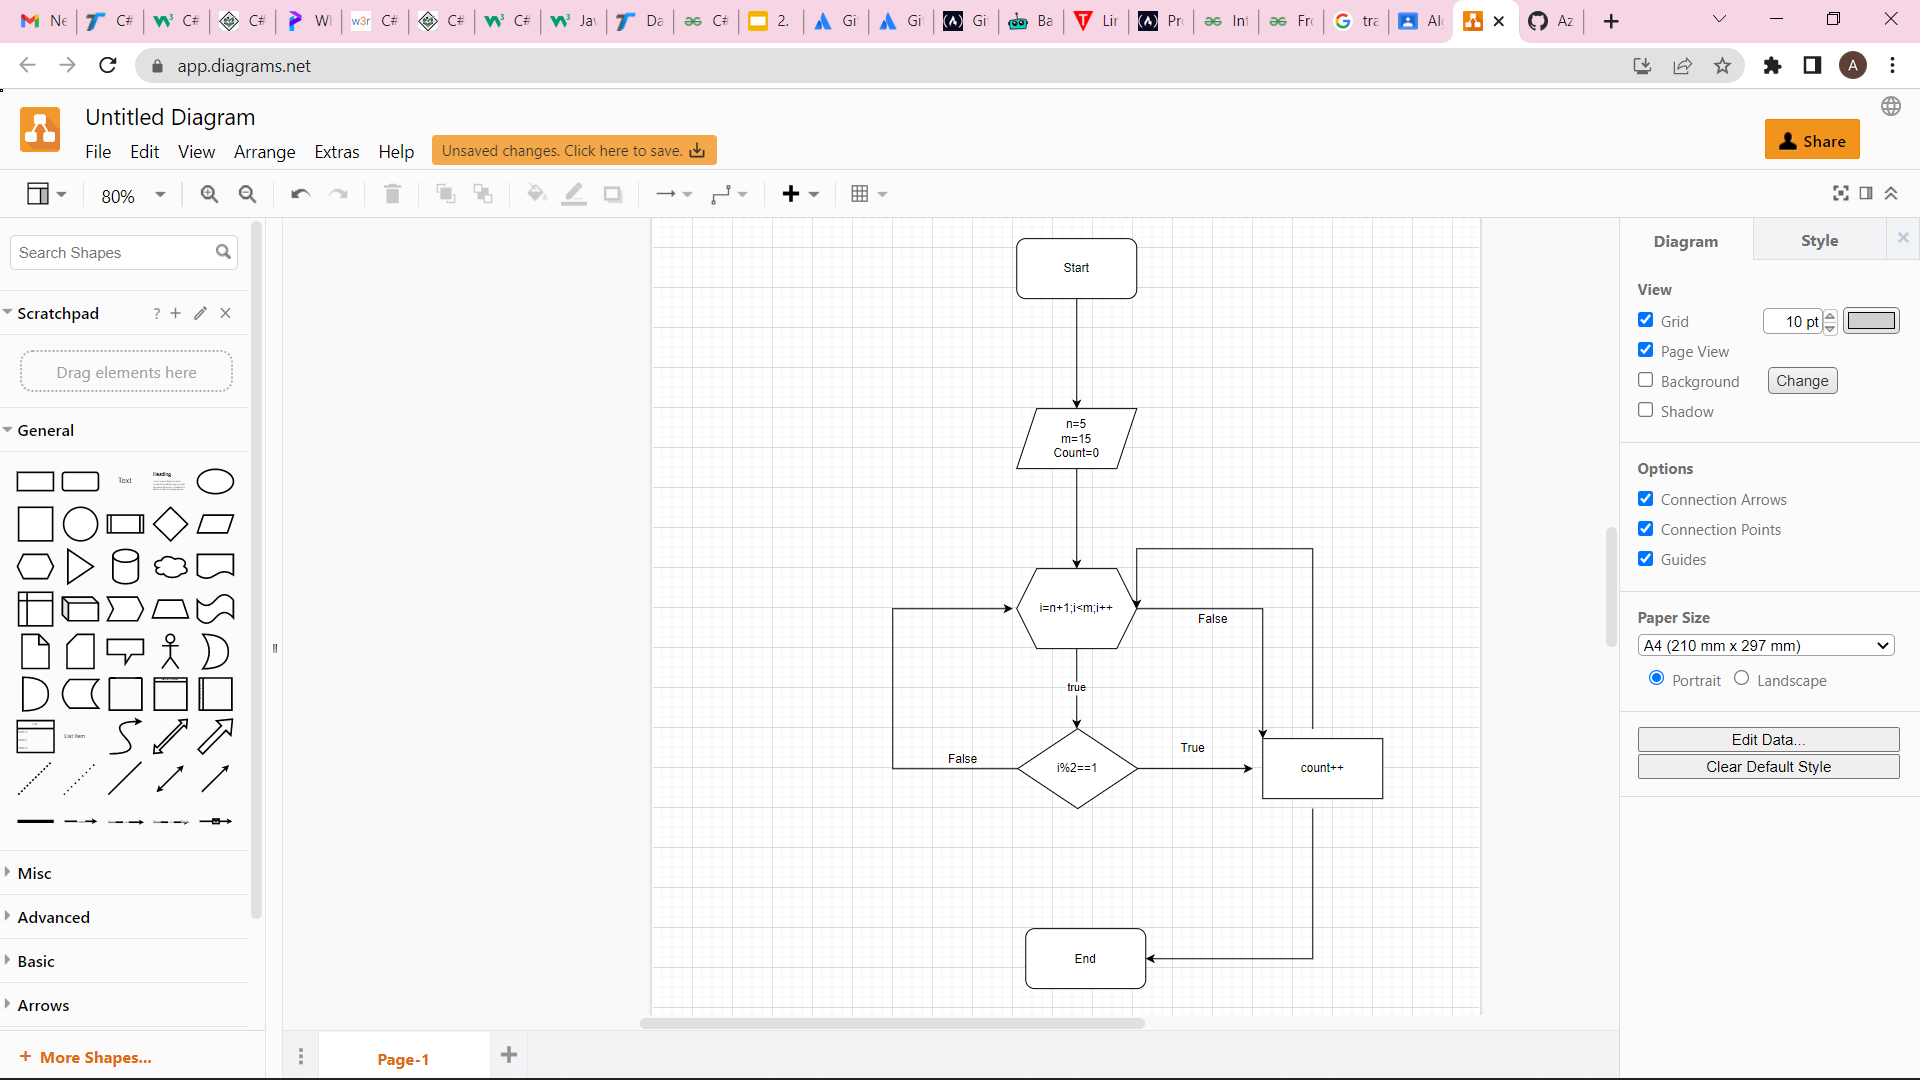 Ne
C#
C#
C#
Wl
C#
C#
C#
Jav
Da
C#
2.
Gi
Gi
Gi
Ba
Lir
Pr
Int
Fr
tra
Al
Az
app.diagrams.net
A
Untitled Diagram
File Edit View Arrange Extras Help
Unsaved changes. Click here to save.
Share
80%
Search Shapes
Scratchpad
?
Drag elements here
General
Text
Heading
List Item
Misc
Advanced
Basic
Arrows
+ More Shapes...
Start
n=5
m=15
Count=0
i=n+1;i<m;i++
False
true
False
i%2==1
True
count++
End
Page-1
Diagram
Style
View
Grid
10 pt
Page View
Background
Change
Shadow
Options
Connection Arrows
Connection Points
Guides
Paper Size
A4 (210 mm x 297 mm)
Portrait
Landscape
Edit Data...
Clear Default Style